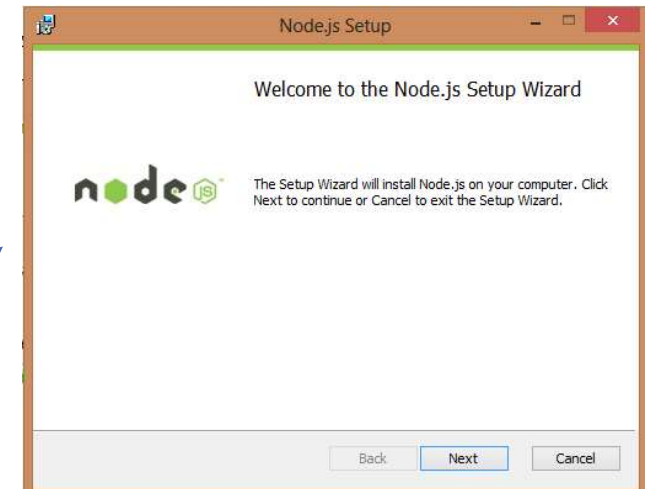 Node.js Setup
Welcome to the Node.js Setup Wizard
node js
The Setup Wizard will install Node.js on your computer. Click
Next to continue or Cancel to exit the Setup Wizard.
Back Next Cancel